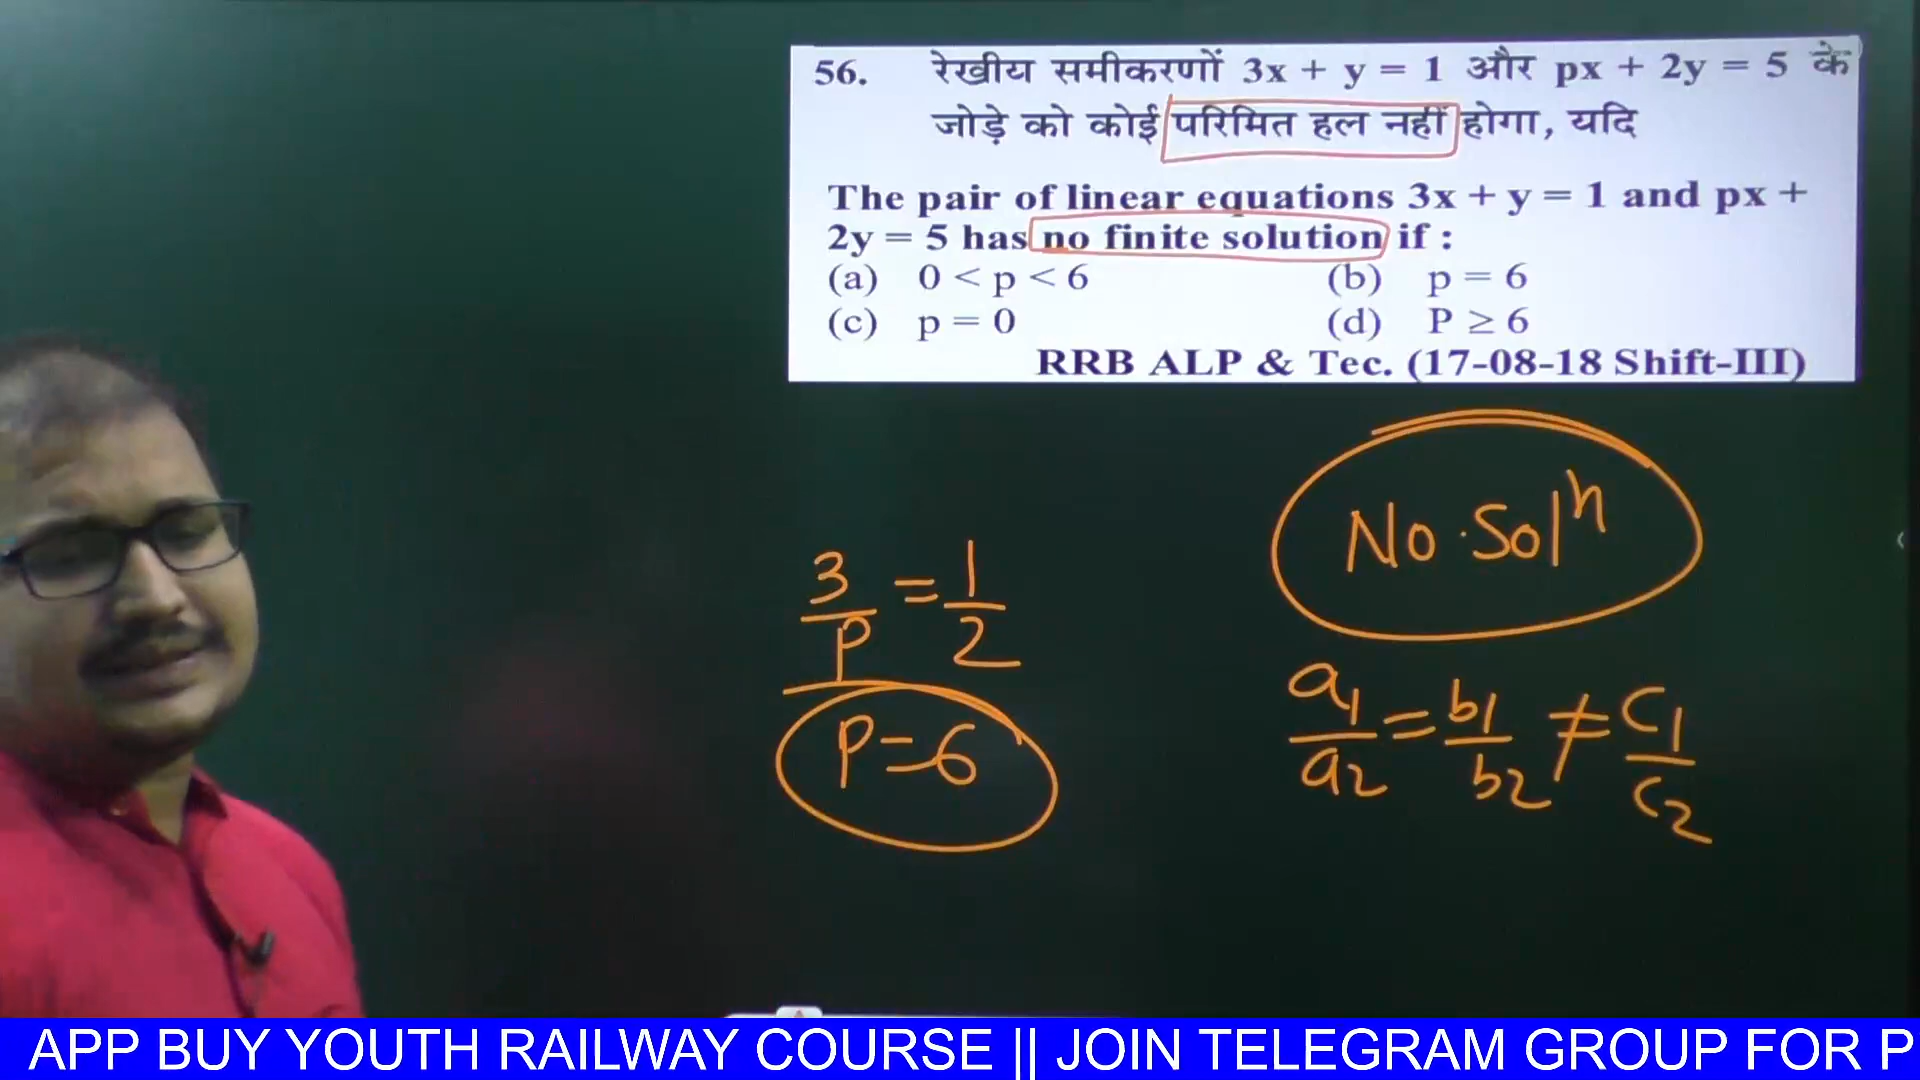 56. रेखीय समीकरणों 3x + y = 1 और px + 2y = 5 के
जोड़े को कोई परिमित हल नहीं होगा, यदि
The pair of linear equations 3x + y = 1 and px +
2y = 5 has no finite solution if :
(a) 0 < p < 6 (b) p = 6
(c) p = 0 (d) P ≥ 6
RRB ALP & Tec. (17-08-18 Shift-III)
No. Solⁿ
3/P = 1/2
P = 6
a1/a2 = b1/b2 ≠ c1/c2
APP BUY YOUTH RAILWAY COURSE || JOIN TELEGRAM GROUP FOR P